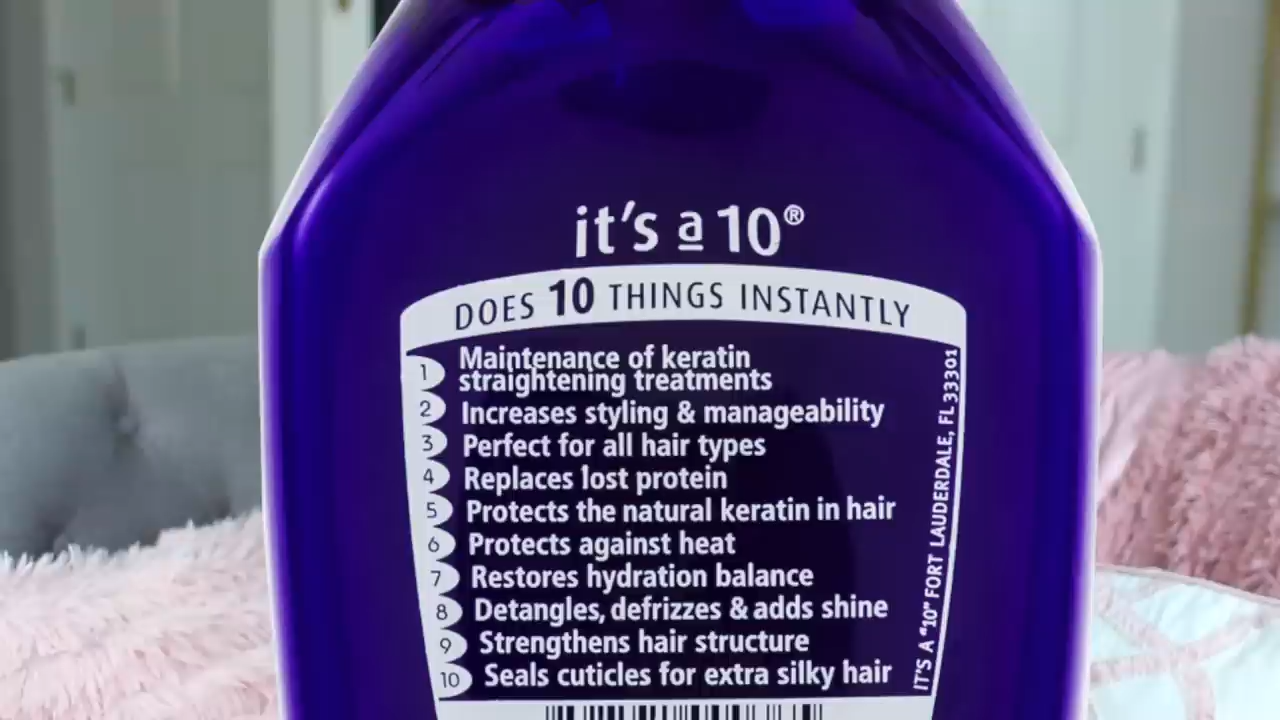 it's a 10®
DOES 10 THINGS INSTANTLY
1 Maintenance of keratin
straightening treatments
2 Increases styling & manageability
3 Perfect for all hair types
4 Replaces lost protein
5 Protects the natural keratin in hair
6 Protects against heat
7 Restores hydration balance
8 Detangles, defrizzes & adds shine
9 Strengthens hair structure
10 Seals cuticles for extra silky hair
IT'S A "10" FORT LAUDERDALE, FL 33301